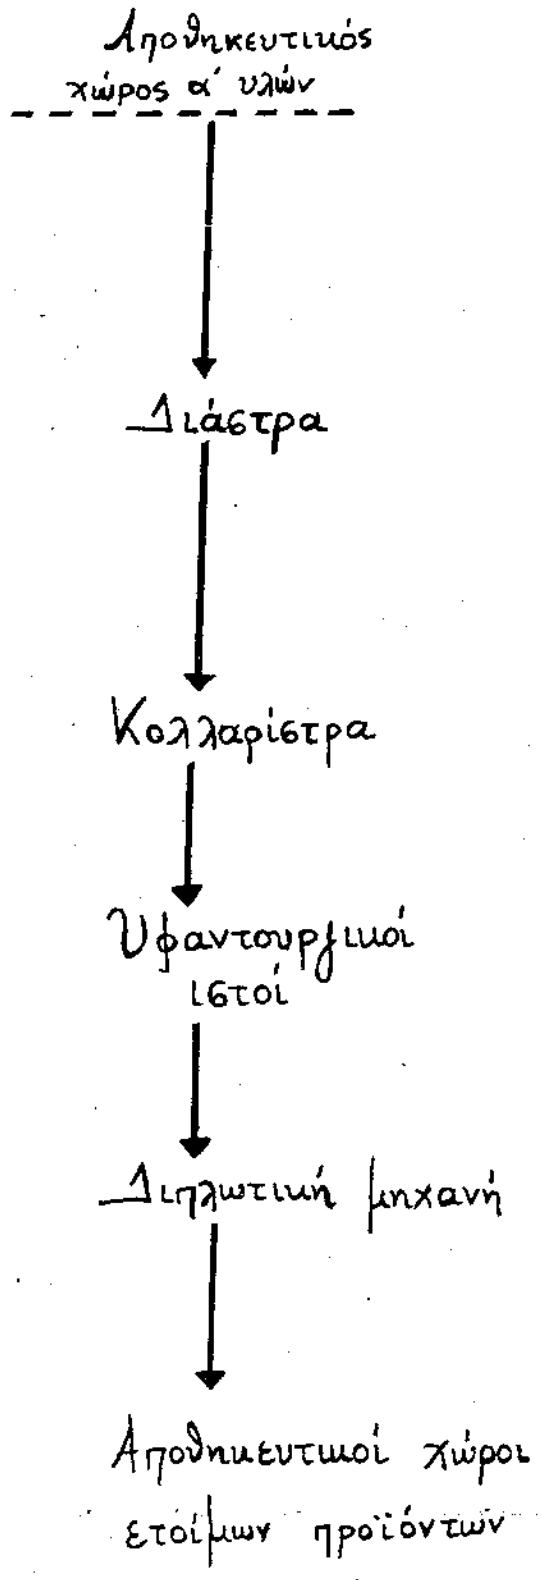 Αποθηκευτικός
χώρος α' υλών
Διάστρα
Κολλαρίστρα
Υφαντουργικοί
ιστοί
Διπλωτική μηχανή
Αποθηκευτικοί χώροι
ετοίμων προϊόντων